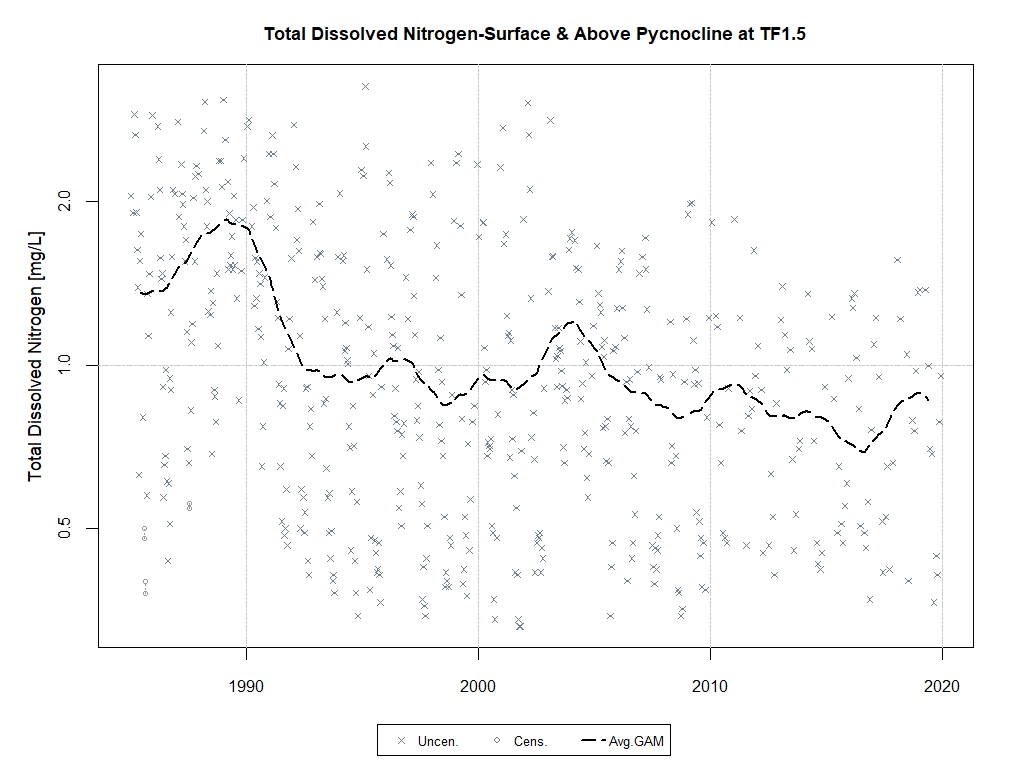 Total Dissolved Nitrogen-Surface & Above Pycnocline at TF1.5
Total Dissolved Nitrogen [mg/L]
2.0
1.0
0.5
1990 2000 2010 2020
Uncen. Cens. Avg.GAM